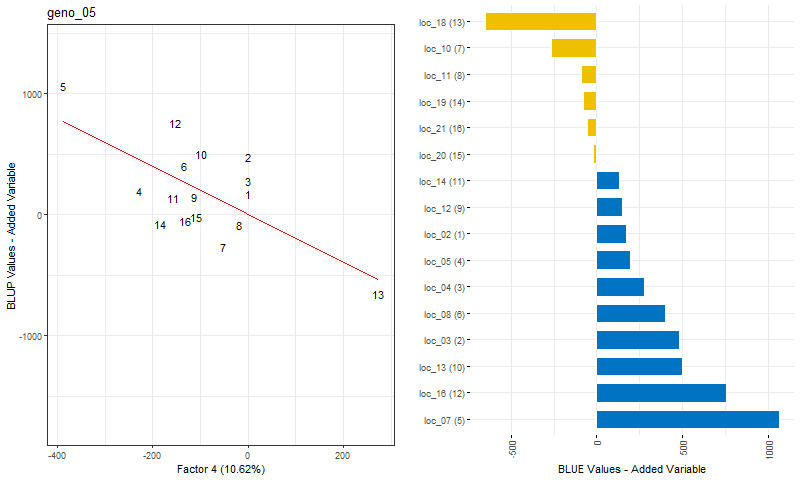 geno_05
BLUP Values - Added Variable
1000
0
-1000
5
12
10
2
6
3
4
11
9
1
14
16
15
8
7
13
-400
-200
0
200
Factor 4 (10.62%)
loc_18 (13)
loc_10 (7)
loc_11 (8)
loc_19 (14)
loc_21 (16)
loc_20 (15)
loc_14 (11)
loc_12 (9)
loc_02 (1)
loc_05 (4)
loc_04 (3)
loc_08 (6)
loc_03 (2)
loc_13 (10)
loc_16 (12)
loc_07 (5)
-500
0
500
1000
BLUE Values - Added Variable